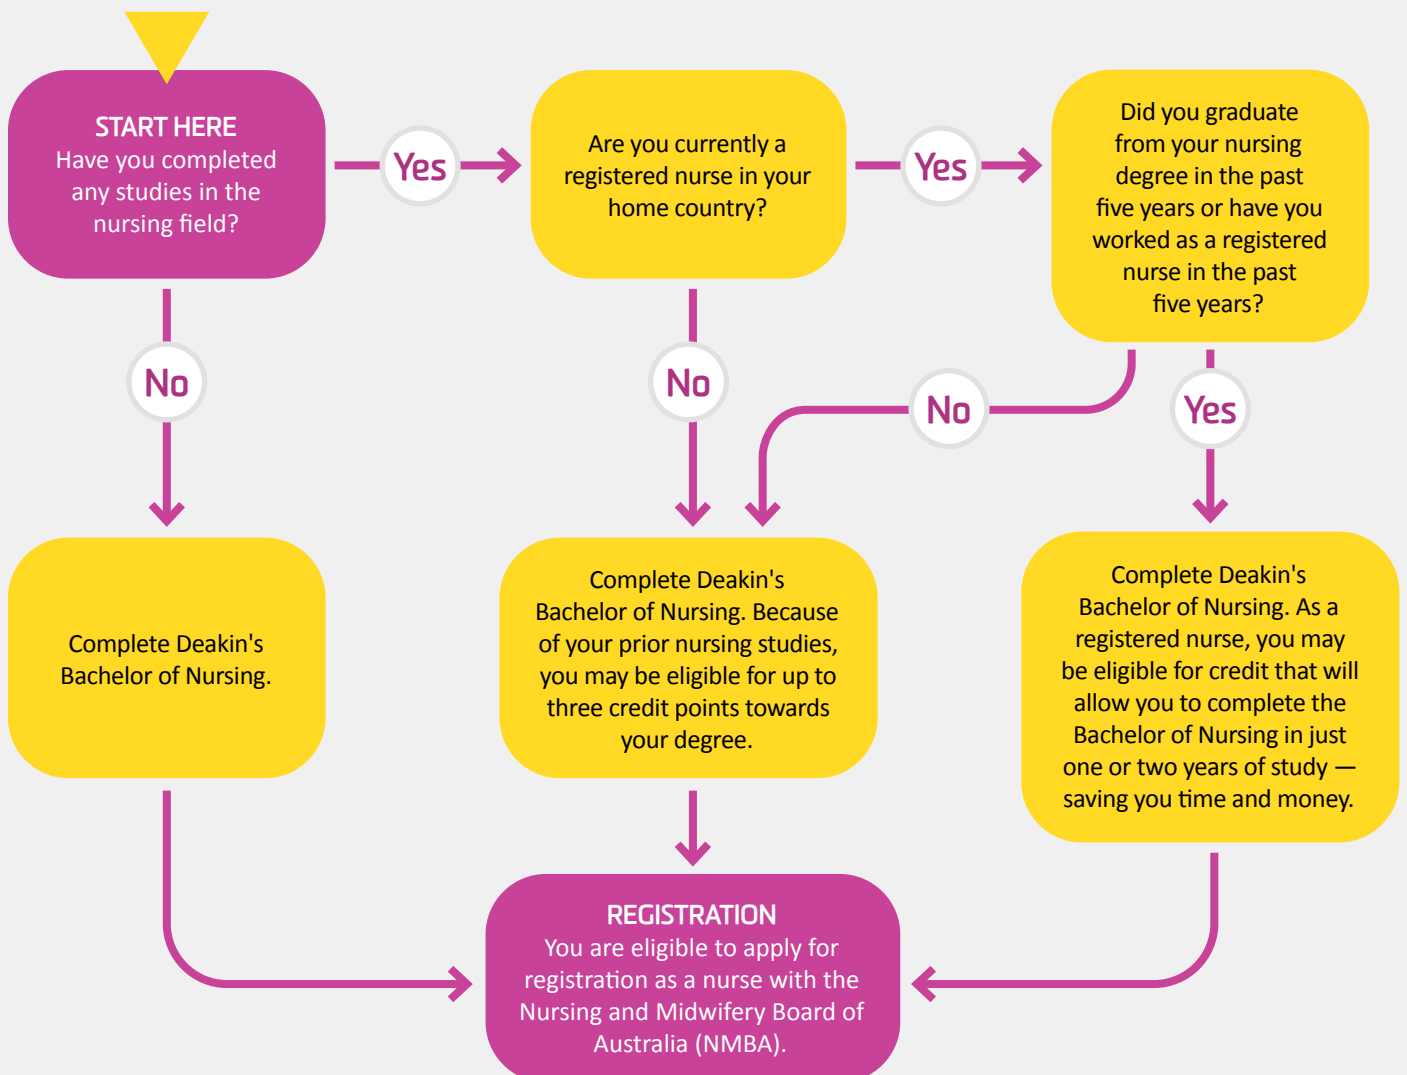 START HERE
Have you completed
any studies in the
nursing field?
Yes
Are you currently a
registered nurse in your
home country?
Yes
Did you graduate
from your nursing
degree in the past
five years or have you
worked as a registered
nurse in the past
five years?
No
No
No
Yes
Complete Deakin's
Bachelor of Nursing.
Complete Deakin's
Bachelor of Nursing. Because
of your prior nursing studies,
you may be eligible for up to
three credit points towards
your degree.
Complete Deakin's
Bachelor of Nursing. As a
registered nurse, you may
be eligible for credit that will
allow you to complete the
Bachelor of Nursing in just
one or two years of study —
saving you time and money.
REGISTRATION
You are eligible to apply for
registration as a nurse with the
Nursing and Midwifery Board of
Australia (NMBA).